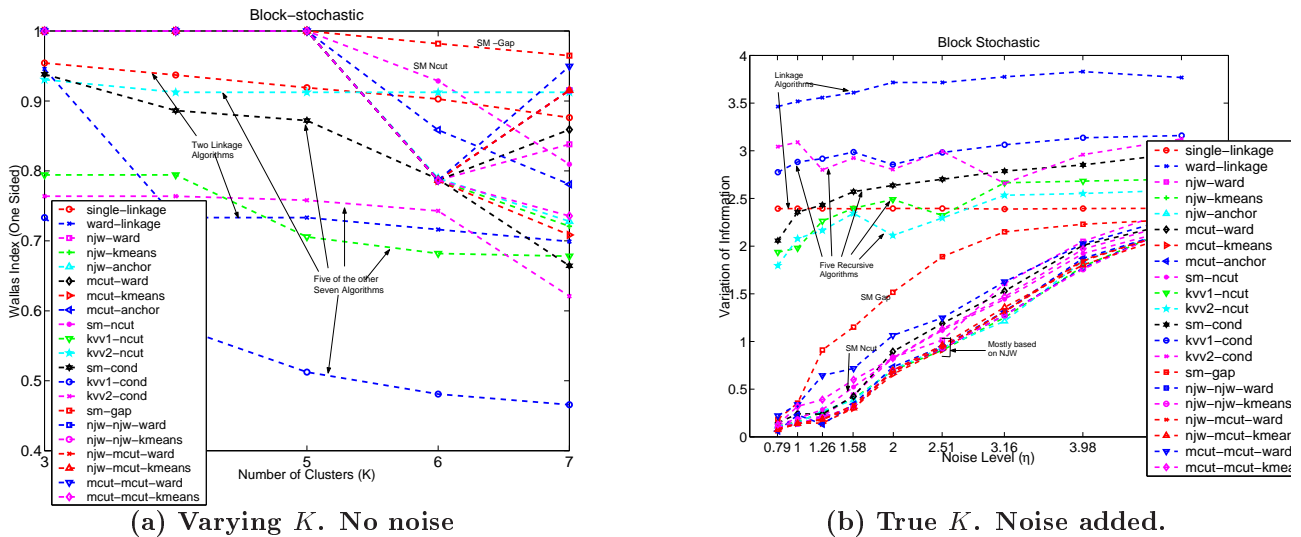 Block-stochastic
1
0.9
0.8
0.7
0.6
0.5
0.4
Wallas Index (One Sided)
SM -Gap
SM Ncut
Two Linkage
Algorithms
Five of the other
Seven Algorithms
single-linkage
ward-linkage
njw-ward
njw-kmeans
njw-anchor
mcut-ward
mcut-kmeans
mcut-anchor
sm-ncut
kvv1-ncut
kvv2-ncut
sm-cond
kvv1-cond
kvv2-cond
sm-gap
njw-njw-ward
njw-njw-kmeans
njw-mcut-ward
njw-mcut-kmeans
mcut-mcut-ward
mcut-mcut-kmeans
3
5
6
7
Number of Clusters (K)
(a) Varying K. No noise
Block Stochastic
4
3.5
3
2.5
2
1.5
1
0.5
0
Variation of Information
Linkage
Algorithms
Five Recursive
Algorithms
SM Gap
SM Ncut
Mostly based
on NJW
single-linkage
ward-linkage
njw-ward
njw-kmeans
njw-anchor
mcut-ward
mcut-kmeans
mcut-anchor
sm-ncut
kvv1-ncut
kvv2-ncut
sm-cond
kvv1-cond
kvv2-cond
sm-gap
njw-njw-ward
njw-njw-kmeans
njw-mcut-ward
njw-mcut-kmean
mcut-mcut-ward
mcut-mcut-kmea
0.79 1 1.26 1.58 2 2.51 3.16 3.98
Noise Level (η)
(b) True K. Noise added.